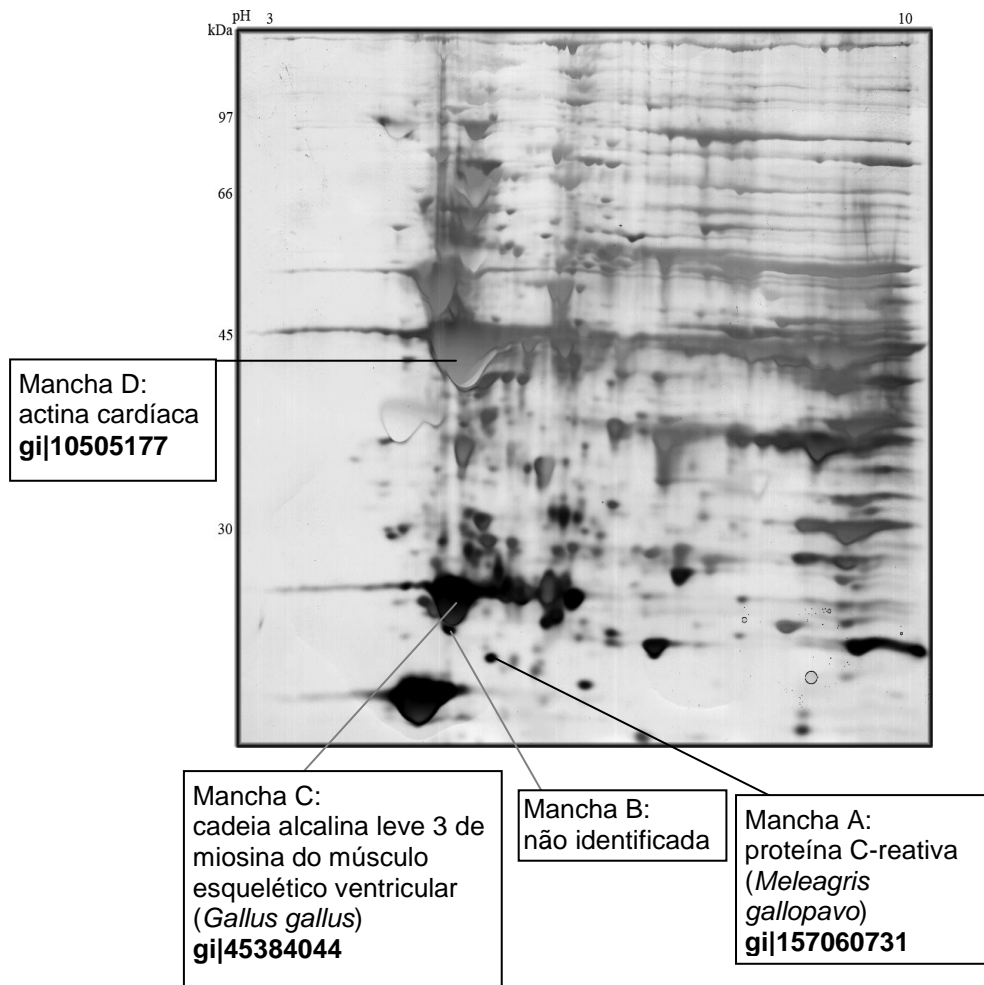 pH 3 10
kDa
97
66
45
30
Mancha D:
actina cardíaca
gi|10505177
Mancha C:
cadeia alcalina leve 3 de
miosina do músculo
esquelético ventricular
(Gallus gallus)
gi|45384044
Mancha B:
não identificada
Mancha A:
proteína C-reativa
(Meleagris
gallopavo)
gi|157060731